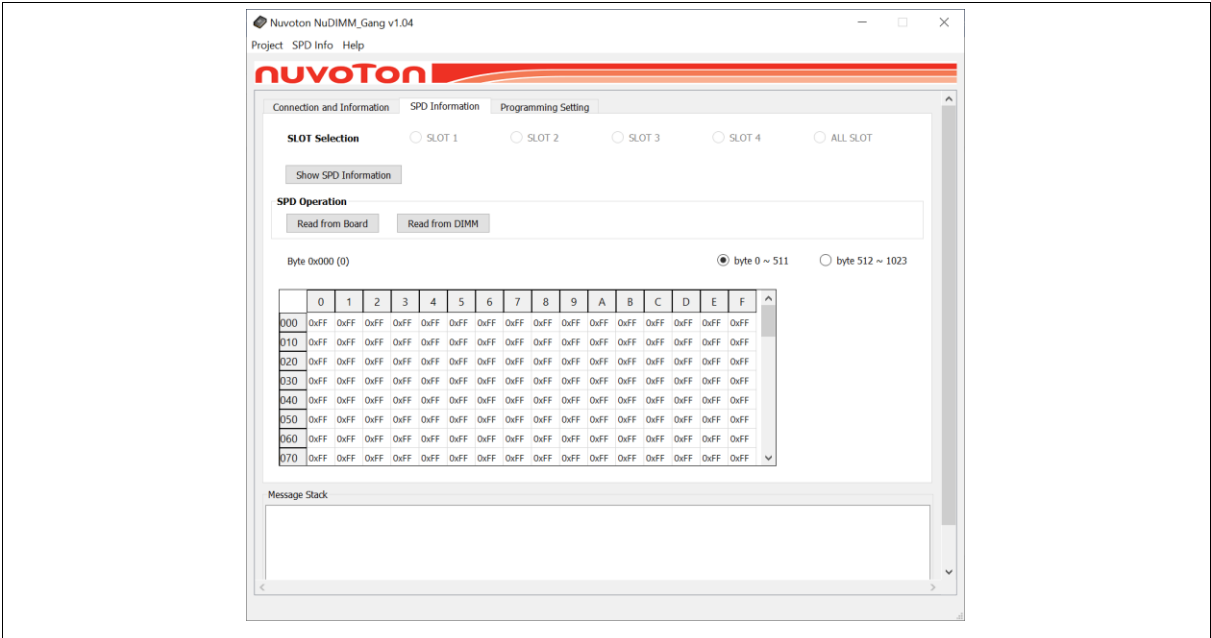 Nuvoton NuDIMM_Gang v1.04
Project SPD Info Help
nuvoTon
Connection and Information SPD Information Programming Setting
SLOT Selection SLOT 1 SLOT 2 SLOT 3 SLOT 4 ALL SLOT
Show SPD Information
SPD Operation
Read from Board Read from DIMM
Byte 0x000 (0) byte 0 ~ 511 byte 512 ~ 1023
0 1 2 3 4 5 6 7 8 9 A B C D E F
000 0xFF 0xFF 0xFF 0xFF 0xFF 0xFF 0xFF 0xFF 0xFF 0xFF 0xFF 0xFF 0xFF 0xFF 0xFF 0xFF
010 0xFF 0xFF 0xFF 0xFF 0xFF 0xFF 0xFF 0xFF 0xFF 0xFF 0xFF 0xFF 0xFF 0xFF 0xFF 0xFF
020 0xFF 0xFF 0xFF 0xFF 0xFF 0xFF 0xFF 0xFF 0xFF 0xFF 0xFF 0xFF 0xFF 0xFF 0xFF 0xFF
030 0xFF 0xFF 0xFF 0xFF 0xFF 0xFF 0xFF 0xFF 0xFF 0xFF 0xFF 0xFF 0xFF 0xFF 0xFF 0xFF
040 0xFF 0xFF 0xFF 0xFF 0xFF 0xFF 0xFF 0xFF 0xFF 0xFF 0xFF 0xFF 0xFF 0xFF 0xFF 0xFF
050 0xFF 0xFF 0xFF 0xFF 0xFF 0xFF 0xFF 0xFF 0xFF 0xFF 0xFF 0xFF 0xFF 0xFF 0xFF 0xFF
060 0xFF 0xFF 0xFF 0xFF 0xFF 0xFF 0xFF 0xFF 0xFF 0xFF 0xFF 0xFF 0xFF 0xFF 0xFF 0xFF
070 0xFF 0xFF 0xFF 0xFF 0xFF 0xFF 0xFF 0xFF 0xFF 0xFF 0xFF 0xFF 0xFF 0xFF 0xFF 0xFF
Message Stack